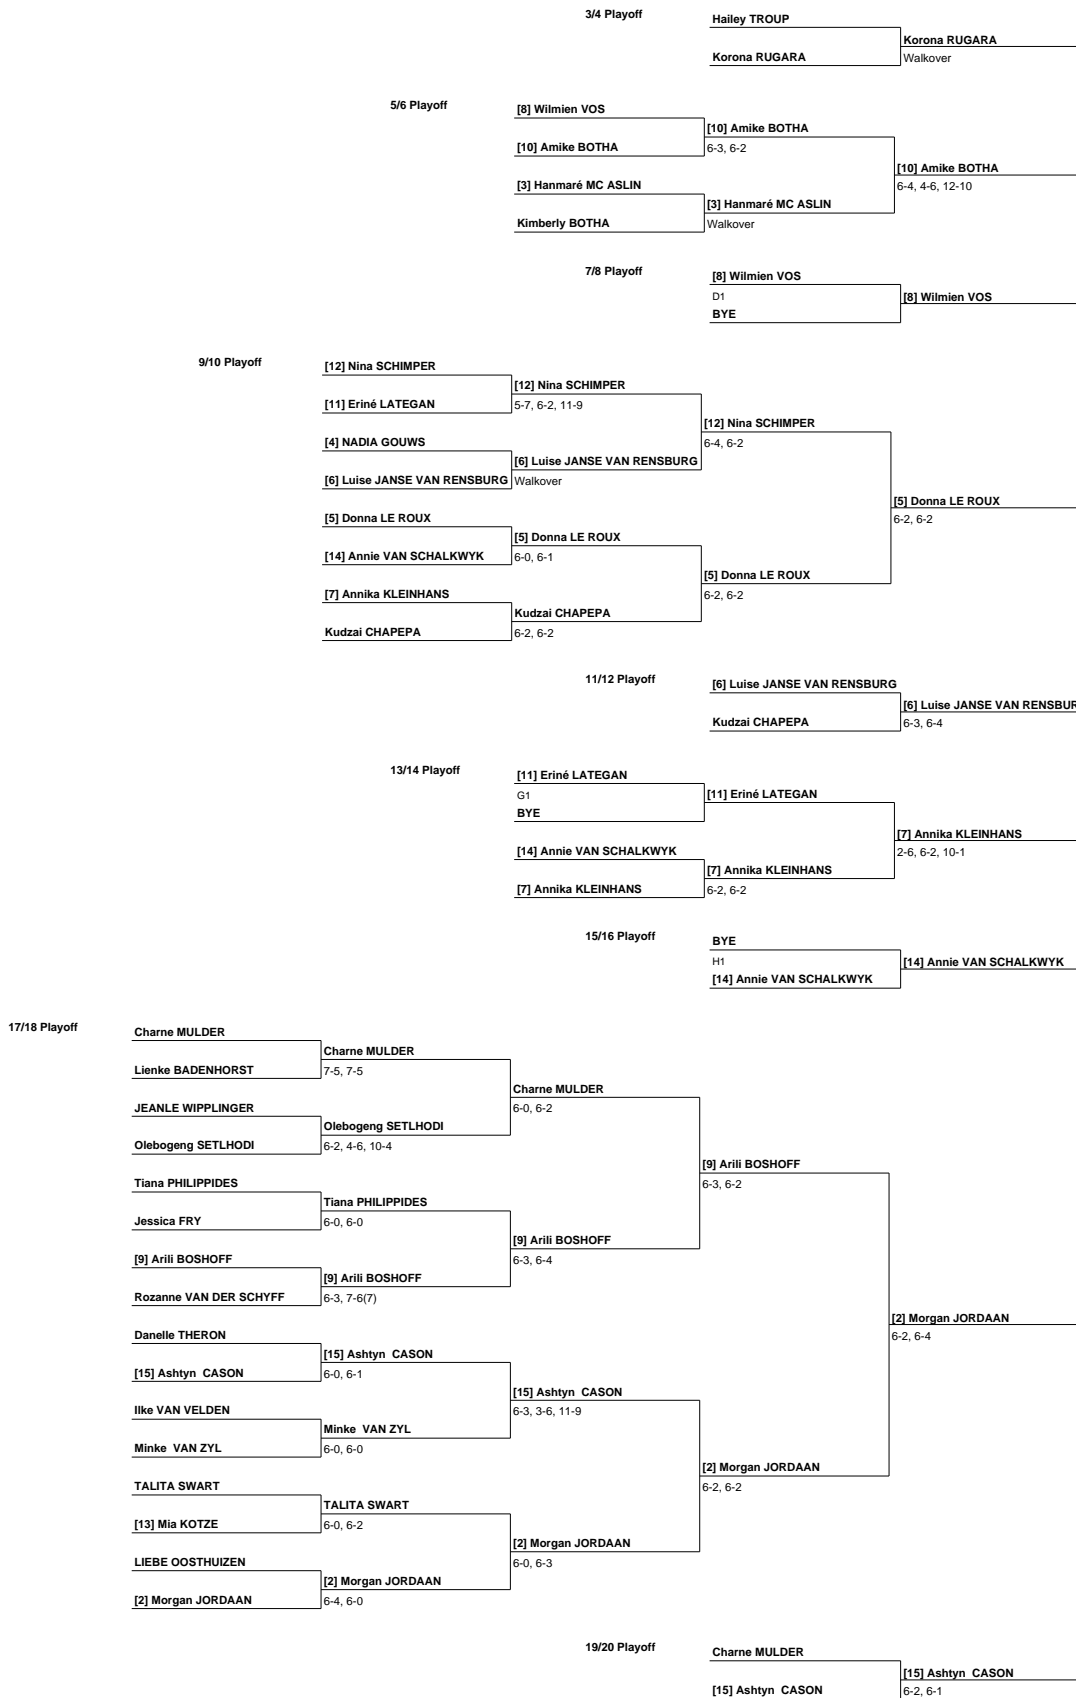 3/4 Playoff
Hailey TROUP
Korona RUGARA
Korona RUGARA
Walkover
5/6 Playoff
[8] Wilmien VOS
[10] Amike BOTHA
[10] Amike BOTHA
6-3, 6-2
[10] Amike BOTHA
6-4, 4-6, 12-10
[3] Hanmaré MC ASLIN
[3] Hanmaré MC ASLIN
Kimberly BOTHA
Walkover
7/8 Playoff
[8] Wilmien VOS
D1
[8] Wilmien VOS
BYE
9/10 Playoff
[12] Nina SCHIMPER
[12] Nina SCHIMPER
[11] Eriné LATEGAN
5-7, 6-2, 11-9
[12] Nina SCHIMPER
6-4, 6-2
[4] NADIA GOUWS
[6] Luise JANSE VAN RENSBURG
[6] Luise JANSE VAN RENSBURG
Walkover
[5] Donna LE ROUX
6-2, 6-2
[5] Donna LE ROUX
[5] Donna LE ROUX
[14] Annie VAN SCHALKWYK
6-0, 6-1
[5] Donna LE ROUX
6-2, 6-2
[7] Annika KLEINHANS
Kudzai CHAPEPA
Kudzai CHAPEPA
6-2, 6-2
11/12 Playoff
[6] Luise JANSE VAN RENSBURG
[6] Luise JANSE VAN RENSBUR
Kudzai CHAPEPA
6-3, 6-4
13/14 Playoff
[11] Eriné LATEGAN
G1
[11] Eriné LATEGAN
BYE
[7] Annika KLEINHANS
2-6, 6-2, 10-1
[14] Annie VAN SCHALKWYK
[7] Annika KLEINHANS
[7] Annika KLEINHANS
6-2, 6-2
15/16 Playoff
BYE
H1
[14] Annie VAN SCHALKWYK
[14] Annie VAN SCHALKWYK
17/18 Playoff
Charne MULDER
Charne MULDER
Lienke BADENHORST
7-5, 7-5
Charne MULDER
6-0, 6-2
JEANLE WIPPLINGER
Olebogeng SETLHODI
Olebogeng SETLHODI
6-2, 4-6, 10-4
[9] Arili BOSHOFF
6-3, 6-2
Tiana PHILIPPIDES
Tiana PHILIPPIDES
Jessica FRY
6-0, 6-0
[9] Arili BOSHOFF
6-3, 6-4
[9] Arili BOSHOFF
[9] Arili BOSHOFF
Rozanne VAN DER SCHYFF
6-3, 7-6(7)
[2] Morgan JORDAAN
6-2, 6-4
Danelle THERON
[15] Ashtyn CASON
[15] Ashtyn CASON
6-0, 6-1
[15] Ashtyn CASON
6-3, 3-6, 11-9
Ilke VAN VELDEN
Minke VAN ZYL
Minke VAN ZYL
6-0, 6-0
[2] Morgan JORDAAN
6-2, 6-2
TALITA SWART
TALITA SWART
[13] Mia KOTZE
6-0, 6-2
[2] Morgan JORDAAN
6-0, 6-3
LIEBE OOSTHUIZEN
[2] Morgan JORDAAN
[2] Morgan JORDAAN
6-4, 6-0
19/20 Playoff
Charne MULDER
[15] Ashtyn CASON
[15] Ashtyn CASON
6-2, 6-1